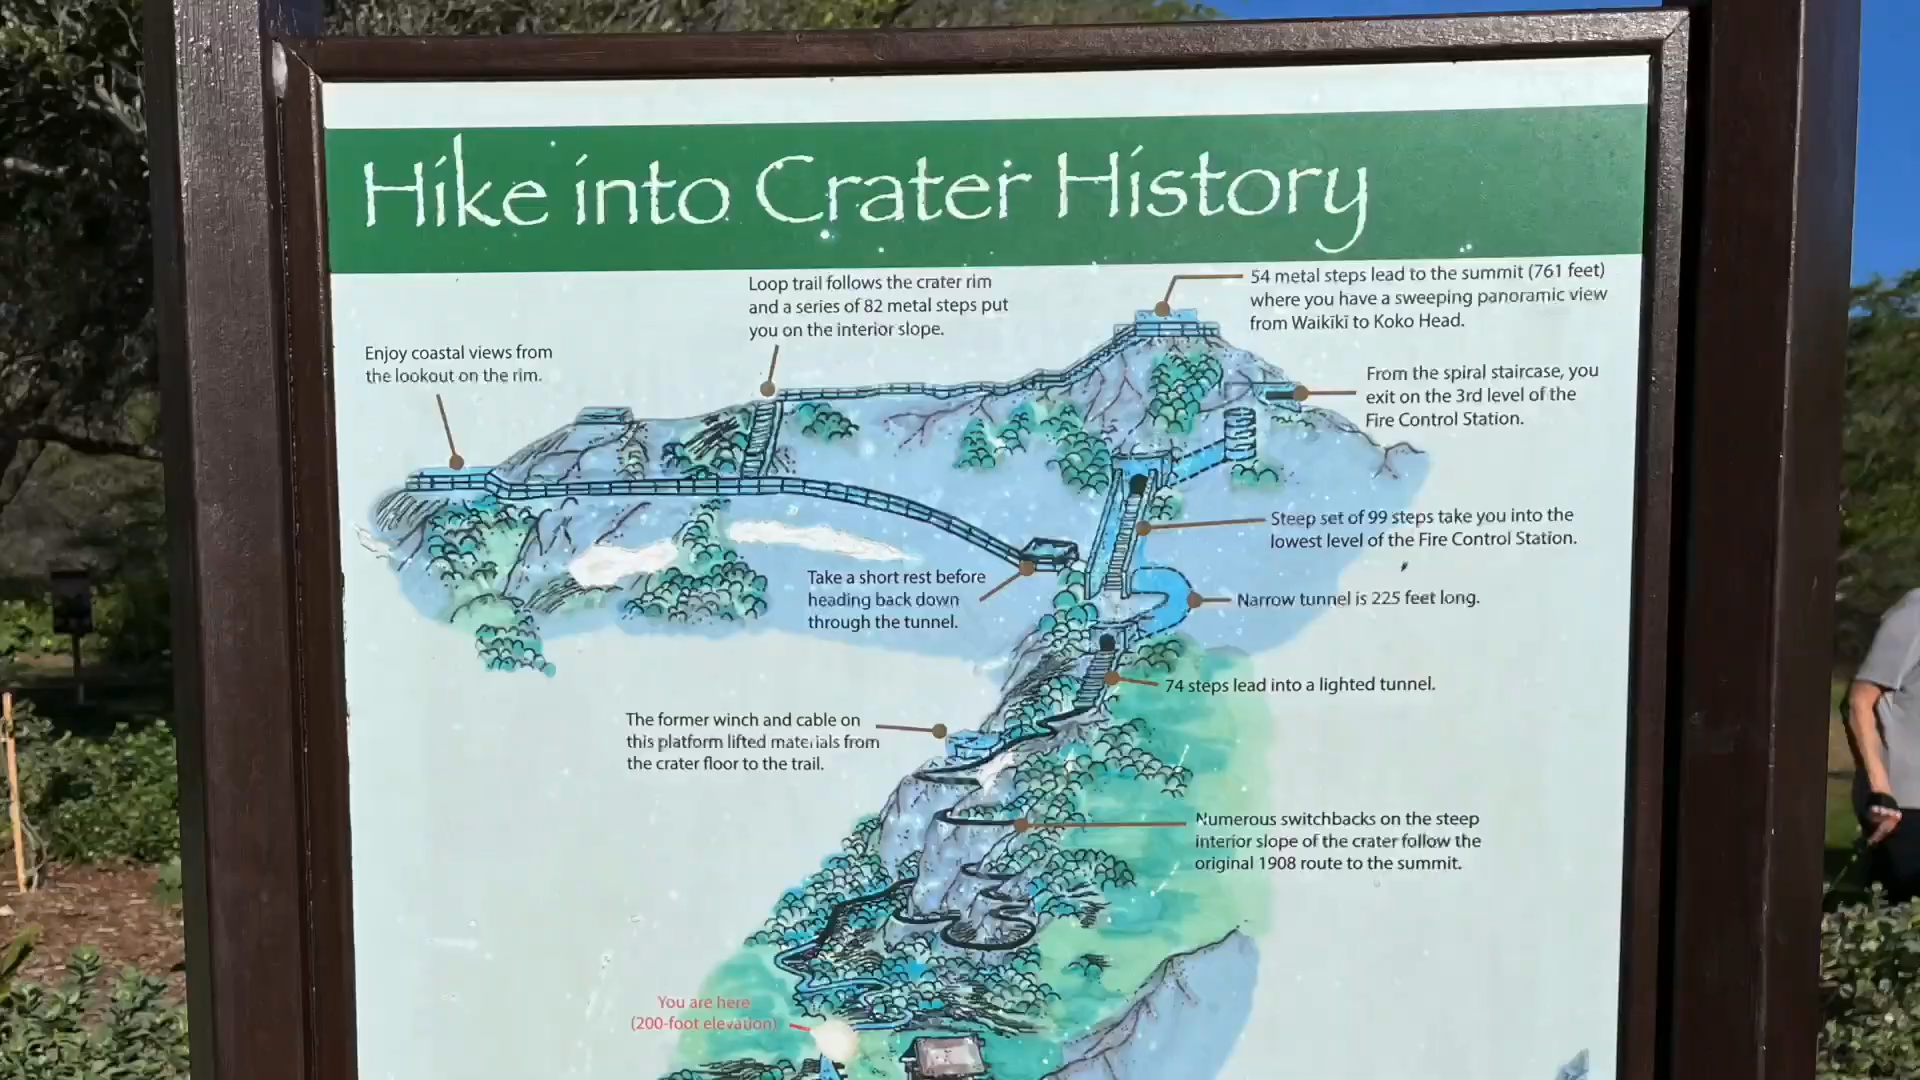 Hike into Crater History
Loop trail follows the crater rim
and a series of 82 metal steps put
you on the interior slope.
54 metal steps lead to the summit (761 feet)
where you have a sweeping panoramic view
from Waikīkī to Koko Head.
Enjoy coastal views from
the lookout on the rim.
From the spiral staircase, you
exit on the 3rd level of the
Fire Control Station.
Steep set of 99 steps take you into the
lowest level of the Fire Control Station.
Take a short rest before
heading back down
through the tunnel.
Narrow tunnel is 225 feet long.
74 steps lead into a lighted tunnel.
The former winch and cable on
this platform lifted materials from
the crater floor to the trail.
Numerous switchbacks on the steep
interior slope of the crater follow the
original 1908 route to the summit.
You are here
(200-foot elevation)